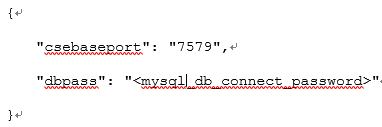 {
"csebaseport": "7579",
"dbpass": "<mysql_db_connect_password>"
}